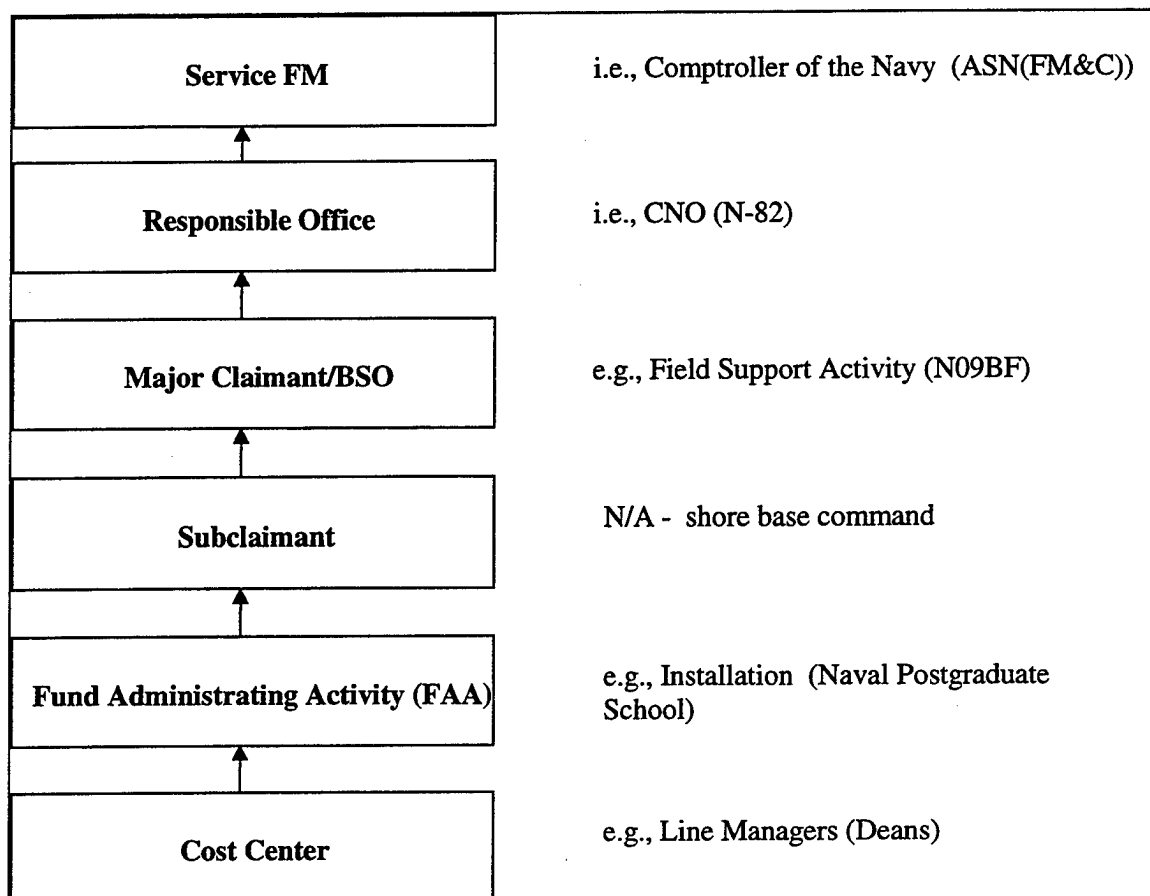 Service FM
i.e., Comptroller of the Navy (ASN(FM&C))
Responsible Office
i.e., CNO (N-82)
Major Claimant/BSO
e.g., Field Support Activity (N09BF)
Subclaimant
N/A - shore base command
Fund Administrating Activity (FAA)
e.g., Installation (Naval Postgraduate
School)
Cost Center
e.g., Line Managers (Deans)